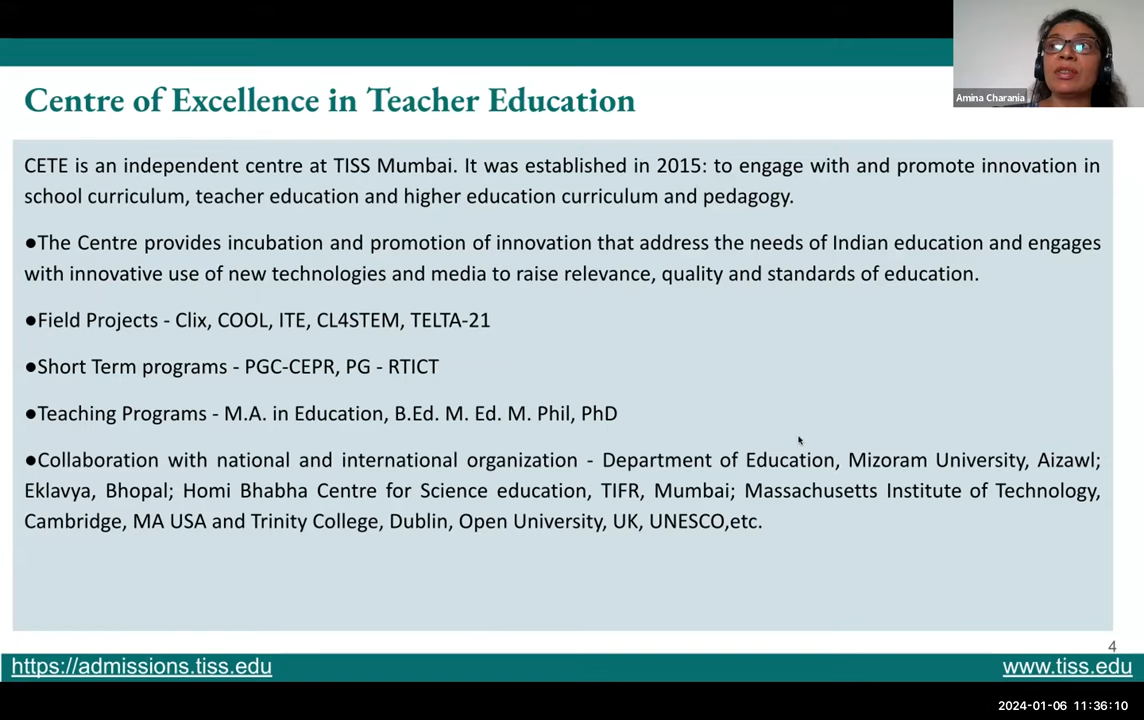 Amina Charania
Centre of Excellence in Teacher Education
CETE is an independent centre at TISS Mumbai. It was established in 2015: to engage with and promote innovation in
school curriculum, teacher education and higher education curriculum and pedagogy.
●The Centre provides incubation and promotion of innovation that address the needs of Indian education and engages
with innovative use of new technologies and media to raise relevance, quality and standards of education.
●Field Projects - Clix, COOL, ITE, CL4STEM, TELTA-21
●Short Term programs - PGC-CEPR, PG - RTICT
●Teaching Programs - M.A. in Education, B.Ed. M. Ed. M. Phil, PhD
●Collaboration with national and international organization - Department of Education, Mizoram University, Aizawl;
Eklavya, Bhopal; Homi Bhabha Centre for Science education, TIFR, Mumbai; Massachusetts Institute of Technology,
Cambridge, MA USA and Trinity College, Dublin, Open University, UK, UNESCO,etc.
4
https://admissions.tiss.edu
www.tiss.edu
2024-01-06 11:36:10